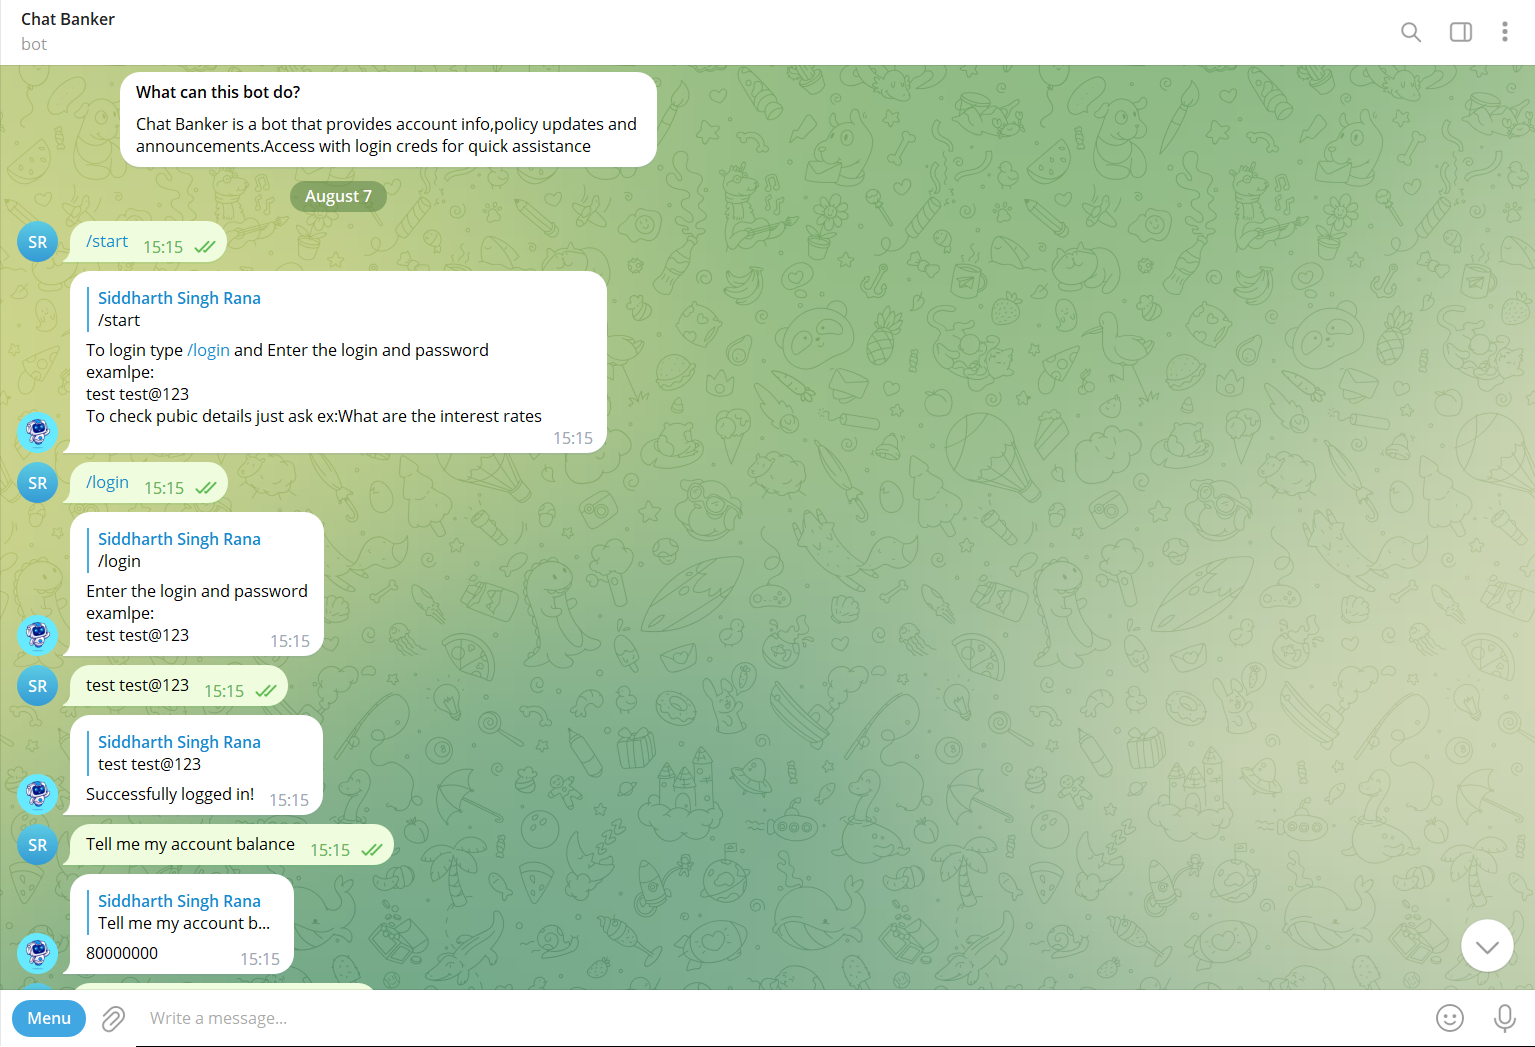 Chat Banker
bot
What can this bot do?
Chat Banker is a bot that provides account info,policy updates and
announcements.Access with login creds for quick assistance
August 7
SR
/start 15:15
Siddharth Singh Rana
/start
To login type /login and Enter the login and password
examlpe:
test test@123
To check pubic details just ask ex:What are the interest rates
15:15
SR
/login 15:15
Siddharth Singh Rana
/login
Enter the login and password
examlpe:
test test@123 15:15
SR
test test@123 15:15
Siddharth Singh Rana
test test@123
Successfully logged in! 15:15
SR
Tell me my account balance 15:15
Siddharth Singh Rana
Tell me my account b...
80000000 15:15
Menu
Write a message...